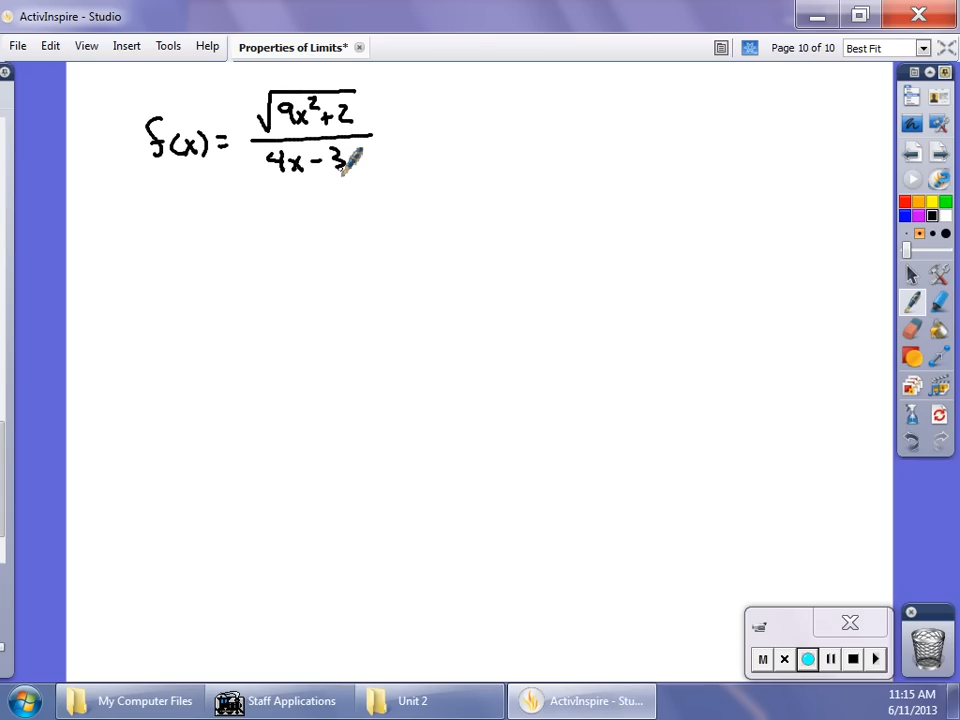 ActivInspire - Studio
File Edit View Insert Tools Help Properties of Limits* Page 10 of 10 Best Fit
f(x) = √(9x²+2)
4x - 3
M
My Computer Files Staff Applications Unit 2 ActivInspire - Stu... 11:15 AM
6/11/2013